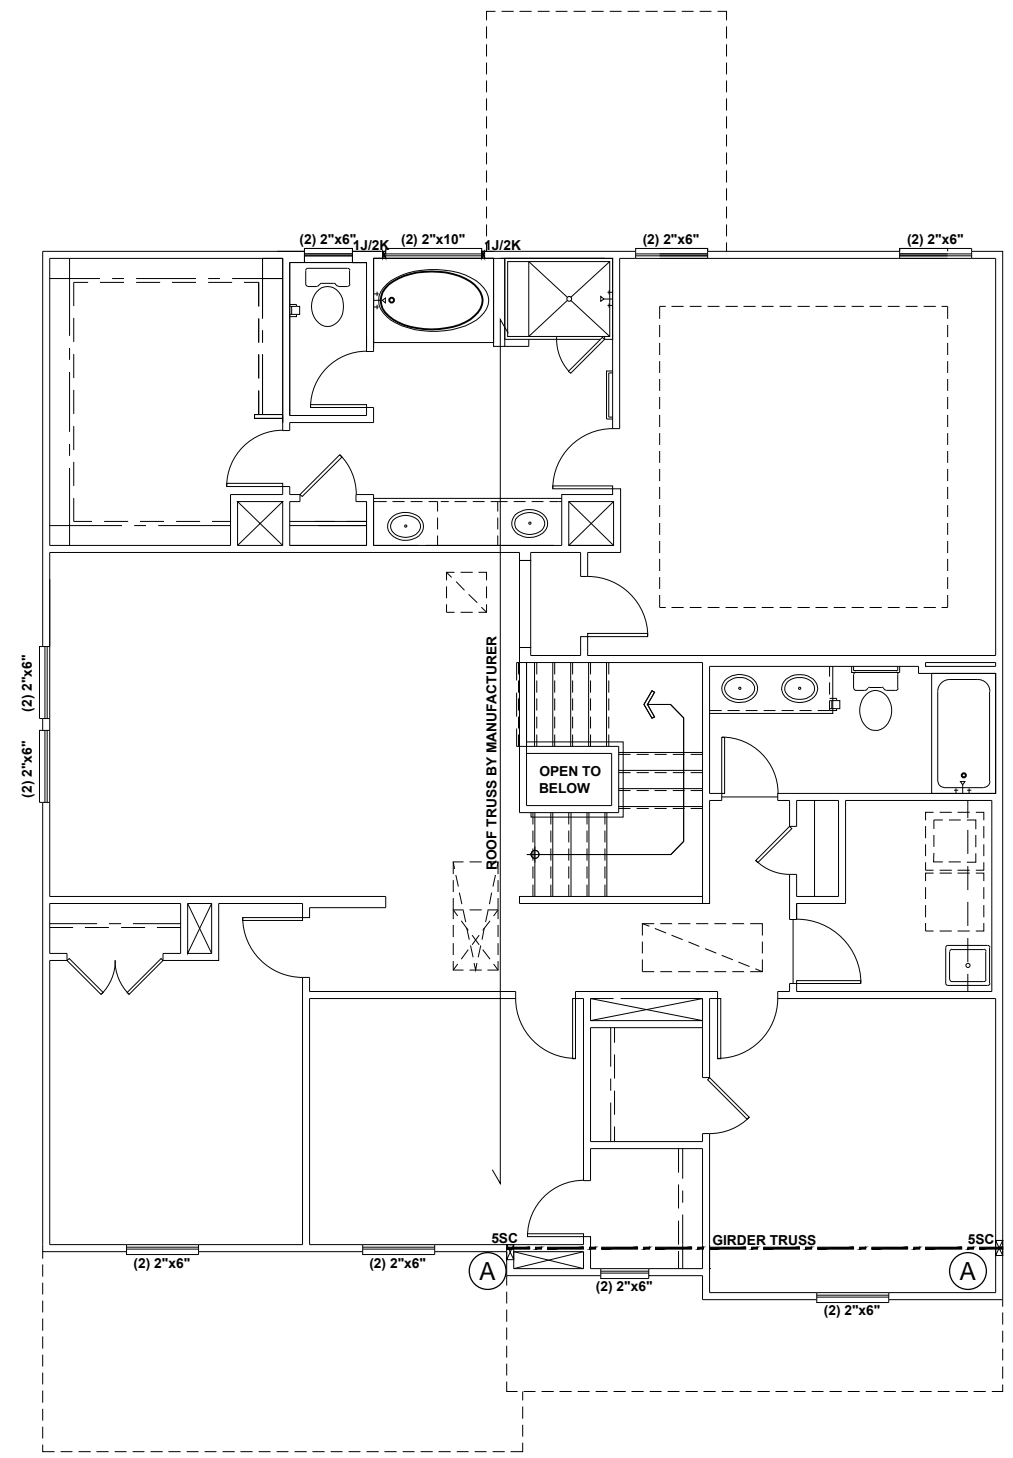 (2) 2"x6"
1J/2K
(2) 2"x10"
1J/2K
(2) 2"x6"
(2) 2"x6"
(2) 2"x6"
(2) 2"x6"
ROOF TRUSS BY MANUFACTURER
OPEN TO
BELOW
5SC
GIRDER TRUSS
5SC
A
A
(2) 2"x6"
(2) 2"x6"
(2) 2"x6"
(2) 2"x6"